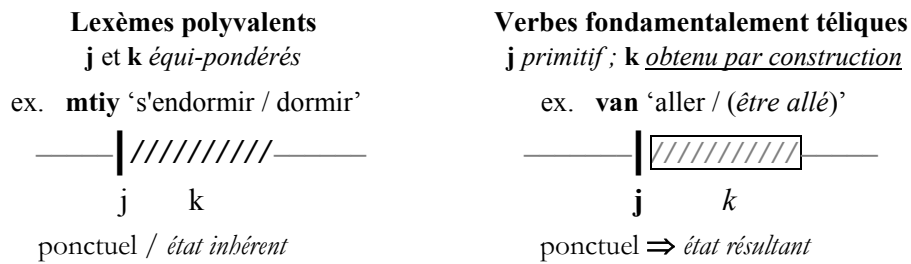 Lexèmes polyvalents
j et k équi-pondérés
ex. mtiy ‘s'endormir / dormir’
j k
ponctuel / état inhérent
Verbes fondamentalement téliques
j primitif ; k obtenu par construction
ex. van ‘aller / (être allé)’
j k
ponctuel ⇒ état résultant